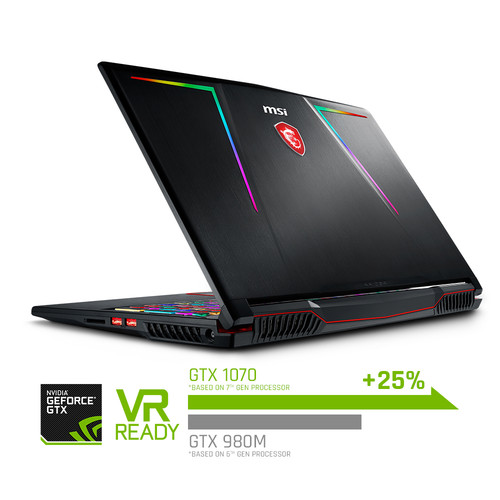 msi
NVIDIA
GEFORCE®
GTX
VR
READY
GTX 1070
*BASED ON 7TH GEN PROCESSOR
+25%
GTX 980M
*BASED ON 6TH GEN PROCESSOR